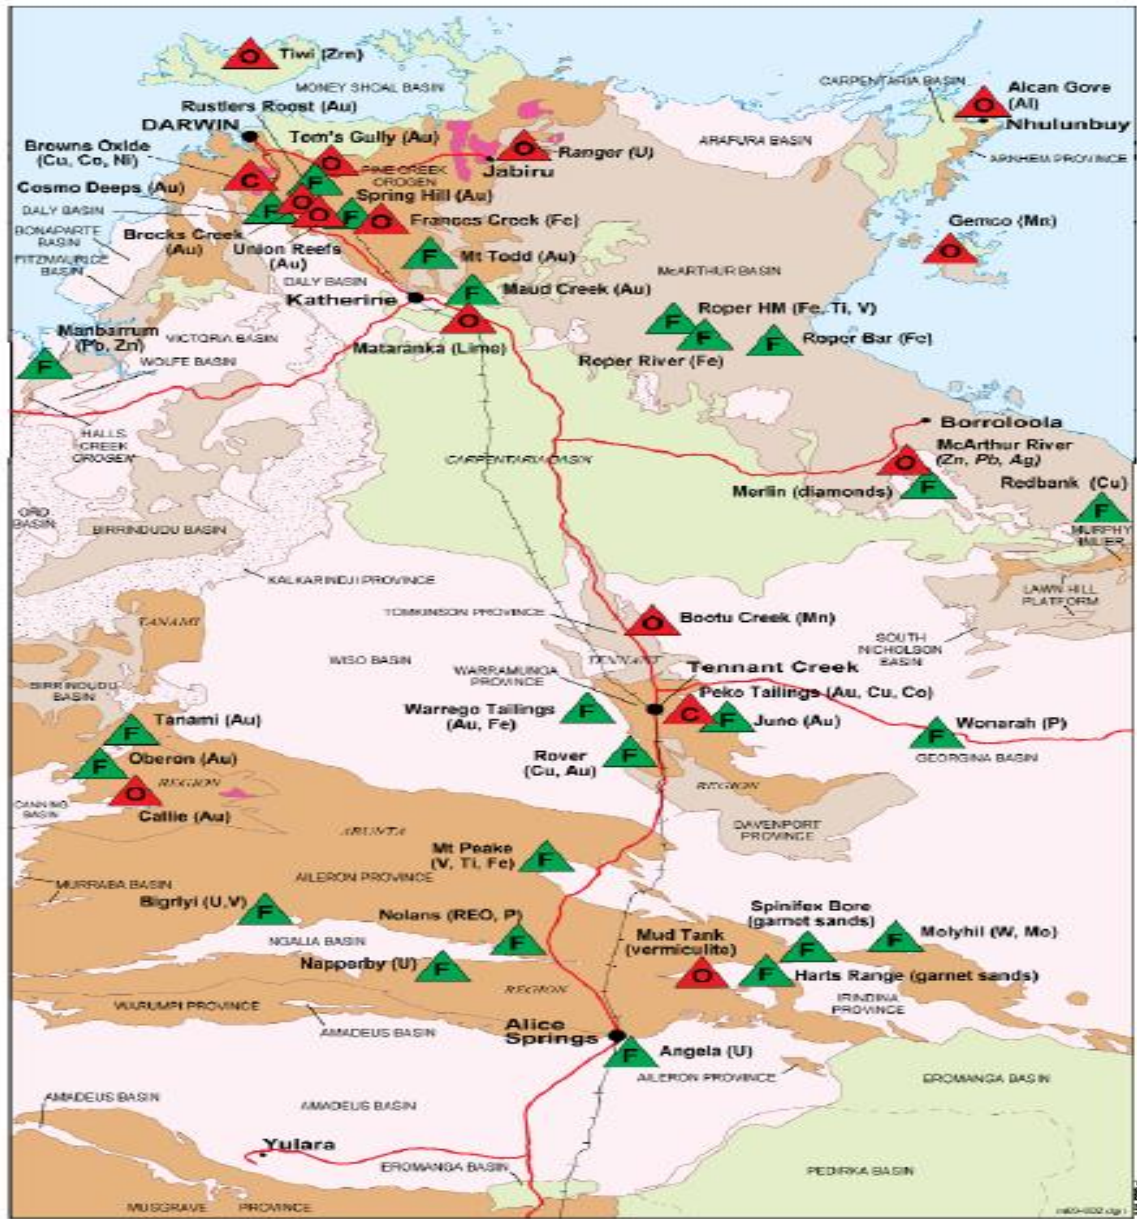 Tiwi (Zrn)
MONEY SHOAL BASIN
CARPENTARIA BASIN
Alcan Gove
(Al)
Nhulunbuy
Rustlers Roost (Au)
DARWIN
Tom's Gully (Au)
ARAFURA BASIN
Browns Oxide
(Cu, Co, Ni)
Ranger (U)
ARNHEM PROVINCE
PINE CREEK
OROGEN
Jabiru
Cosmo Deeps (Au)
Spring Hill (Au)
DALY BASIN
Frances Creek (Fe)
Gemco (Mn)
BONAPARTE
BASIN
Brocks Creek
(Au)
Union Reefs
(Au)
Mt Todd (Au)
FITZMAURICE
BASIN
DALY BASIN
McARTHUR BASIN
Maud Creek (Au)
Katherine
Roper HM (Fe, Ti, V)
Manbarrum
(Pb, Zn)
VICTORIA BASIN
Mataranka (Lime)
Roper Bar (Fe)
Roper River (Fe)
WOLFE BASIN
Borroloola
HALLS
CREEK
OROGEN
McArthur River
(Zn, Pb, Ag)
CARPENTARIA BASIN
Merlin (diamonds)
Redbank (Cu)
ORD
BASIN
BIRRINDUDU BASIN
MURPHY
INLIER
KALKARINDJI PROVINCE
LAWN HILL
PLATFORM
TOMKINSON PROVINCE
Bootu Creek (Mn)
TANAMI
SOUTH
NICHOLSON
BASIN
WISO BASIN
TENNANT
WARRAMUNGA
PROVINCE
Tennant Creek
BIRRINDUDU
BASIN
Peko Tailings (Au, Cu, Co)
Warrego Tailings
(Au, Fe)
Tanami (Au)
Juno (Au)
Wonarah (P)
Oberon (Au)
Rover
(Cu, Au)
GEORGINA BASIN
REGION
REGION
CANNING
BASIN
Callie (Au)
DAVENPORT
PROVINCE
ARUNTA
Mt Peake
(V, Ti, Fe)
AILERON PROVINCE
MURRABA BASIN
Bigrlyi (U,V)
Nolans (REO, P)
Spinifex Bore
(garnet sands)
Molyhil (W, Mo)
Mud Tank
(vermiculite)
NGALIA BASIN
Napperby (U)
Harts Range (garnet sands)
REGION
IRINDINA
PROVINCE
WARUMPI PROVINCE
AMADEUS BASIN
Alice
Springs
Angela (U)
AILERON PROVINCE
EROMANGA BASIN
AMADEUS BASIN
AMADEUS BASIN
Yulara
EROMANGA BASIN
PEDIRKA BASIN
MUSGRAVE PROVINCE